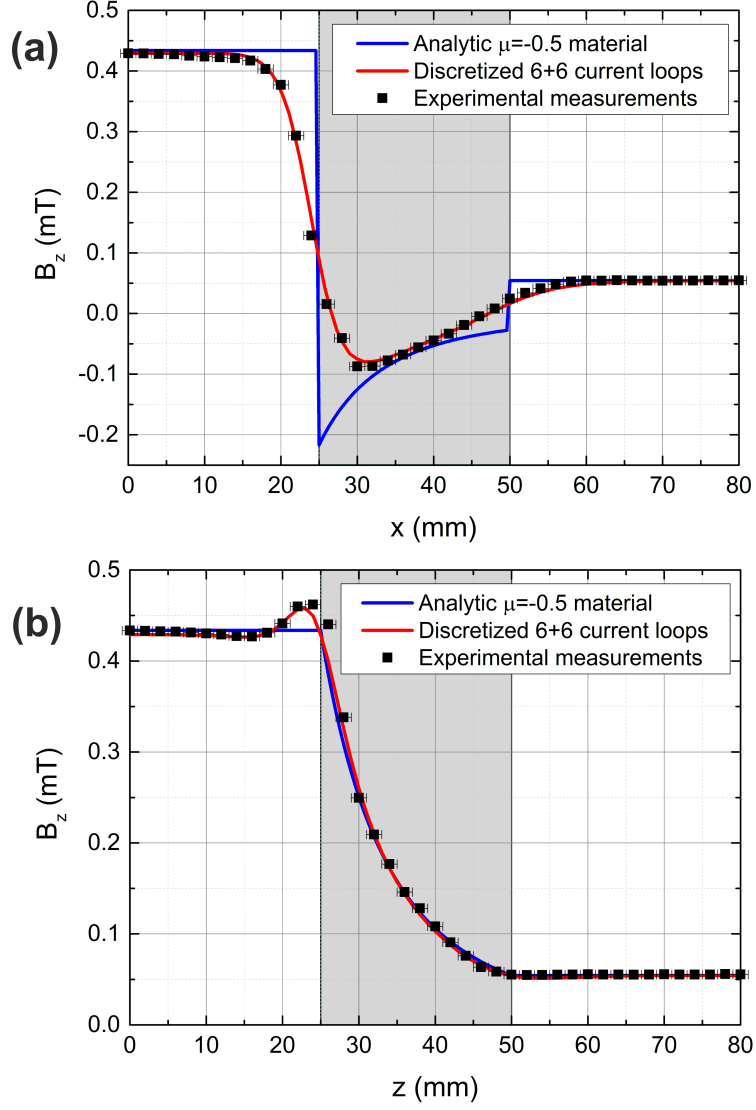 (a)
0.5
0.4
0.3
0.2
0.1
0.0
-0.1
-0.2
B_z (mT)
Analytic μ=-0.5 material
Discretized 6+6 current loops
Experimental measurements
0 10 20 30 40 50 60 70 80
x (mm)
(b)
0.5
0.4
0.3
0.2
0.1
0.0
B_z (mT)
Analytic μ=-0.5 material
Discretized 6+6 current loops
Experimental measurements
0 10 20 30 40 50 60 70 80
z (mm)